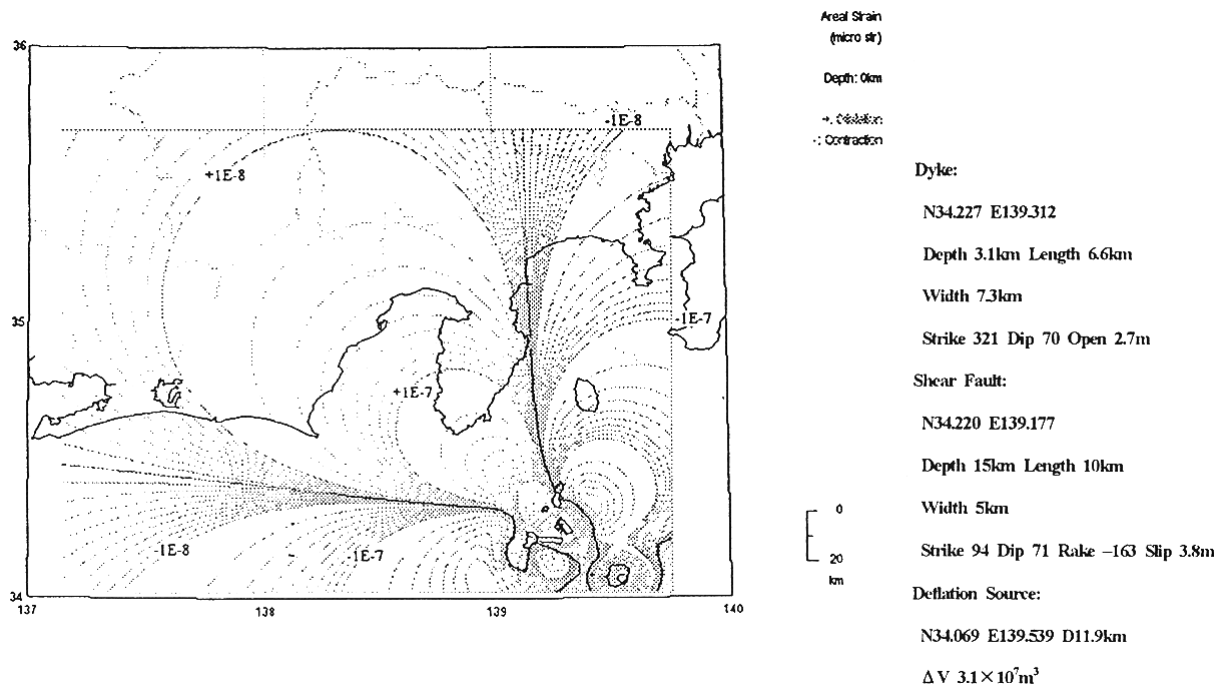 Areal Strain
(micro str)
Depth: 0km
-: Contraction
36
35
34
137
138
139
140
-1E-8
+1E-8
-1E-7
+1E-7
-1E-8
-1E-7
0
20
km
Dyke:
N34.227 E139.312
Depth 3.1km Length 6.6km
Width 7.3km
Strike 321 Dip 70 Open 2.7m
Shear Fault:
N34.220 E139.177
Depth 15km Length 10km
Width 5km
Strike 94 Dip 71 Rake –163 Slip 3.8m
Deflation Source:
N34.069 E139.539 D11.9km
ΔV 3.1×10⁷m³